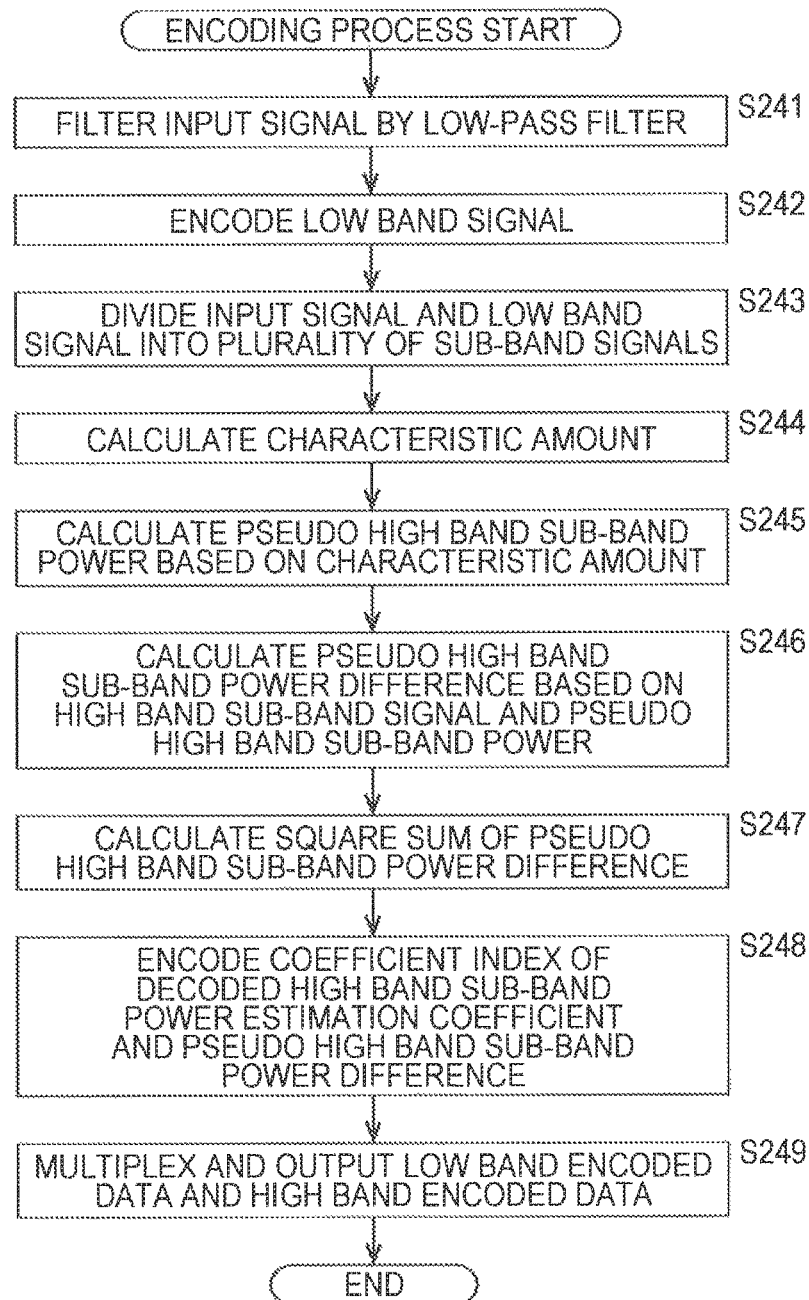 ENCODING PROCESS START
S241
FILTER INPUT SIGNAL BY LOW-PASS FILTER
S242
ENCODE LOW BAND SIGNAL
S243
DIVIDE INPUT SIGNAL AND LOW BAND
SIGNAL INTO PLURALITY OF SUB-BAND SIGNALS
S244
CALCULATE CHARACTERISTIC AMOUNT
S245
CALCULATE PSEUDO HIGH BAND SUB-BAND
POWER BASED ON CHARACTERISTIC AMOUNT
S246
CALCULATE PSEUDO HIGH BAND
SUB-BAND POWER DIFFERENCE BASED ON
HIGH BAND SUB-BAND SIGNAL AND PSEUDO
HIGH BAND SUB-BAND POWER
S247
CALCULATE SQUARE SUM OF PSEUDO
HIGH BAND SUB-BAND POWER DIFFERENCE
S248
ENCODE COEFFICIENT INDEX OF
DECODED HIGH BAND SUB-BAND
POWER ESTIMATION COEFFICIENT
AND PSEUDO HIGH BAND SUB-BAND
POWER DIFFERENCE
S249
MULTIPLEX AND OUTPUT LOW BAND ENCODED
DATA AND HIGH BAND ENCODED DATA
END